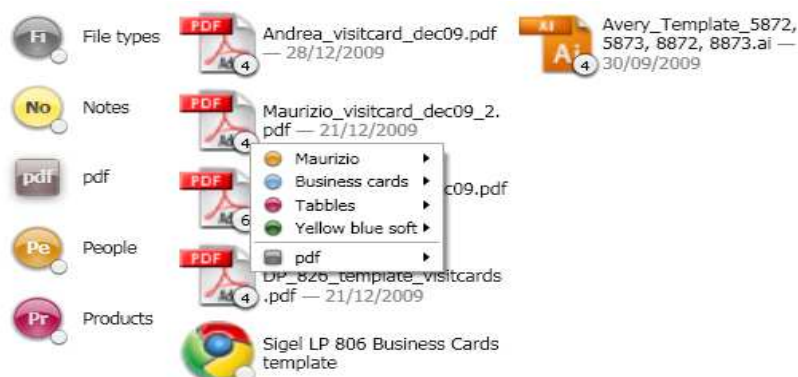 Fi
File types
No
Notes
pdf
pdf
Pe
People
Pr
Products
PDF
4
Andrea_visitcard_dec09.pdf
— 28/12/2009
PDF
4
Maurizio_visitcard_dec09_2.
pdf — 21/12/2009
PDF
6
c09.pdf
Maurizio
Business cards
Tabbles
Yellow blue soft
pdf
PDF
4
DP_826_template_visitcards
.pdf — 21/12/2009
Sigel LP 806 Business Cards
template
AI
Ai
4
Avery_Template_5872,
5873, 8872, 8873.ai —
30/09/2009